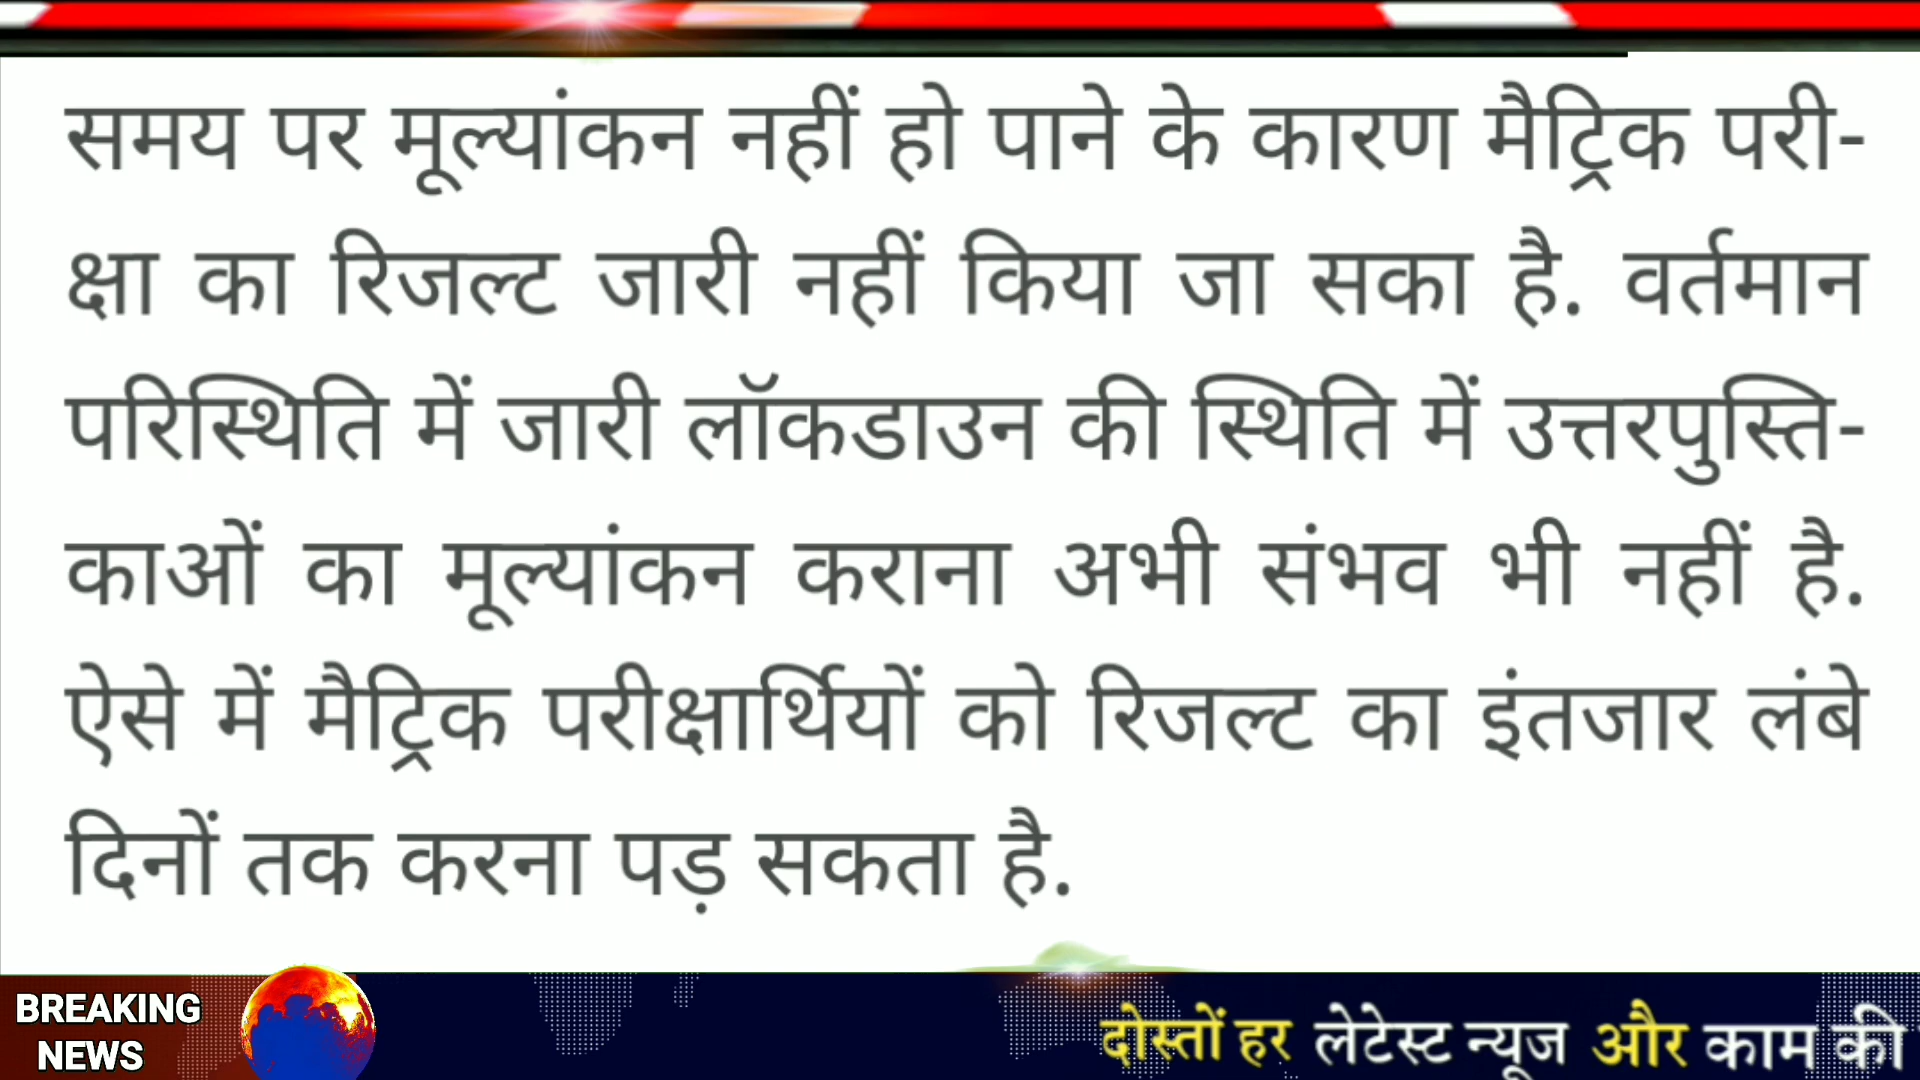 समय पर मूल्यांकन नहीं हो पाने के कारण मैट्रिक परी-
क्षा का रिजल्ट जारी नहीं किया जा सका है. वर्तमान
परिस्थिति में जारी लॉकडाउन की स्थिति में उत्तरपुस्ति-
काओं का मूल्यांकन कराना अभी संभव भी नहीं है.
ऐसे में मैट्रिक परीक्षार्थियों को रिजल्ट का इंतजार लंबे
दिनों तक करना पड़ सकता है.
BREAKING
NEWS
दोस्तों हर लेटेस्ट न्यूज और काम की